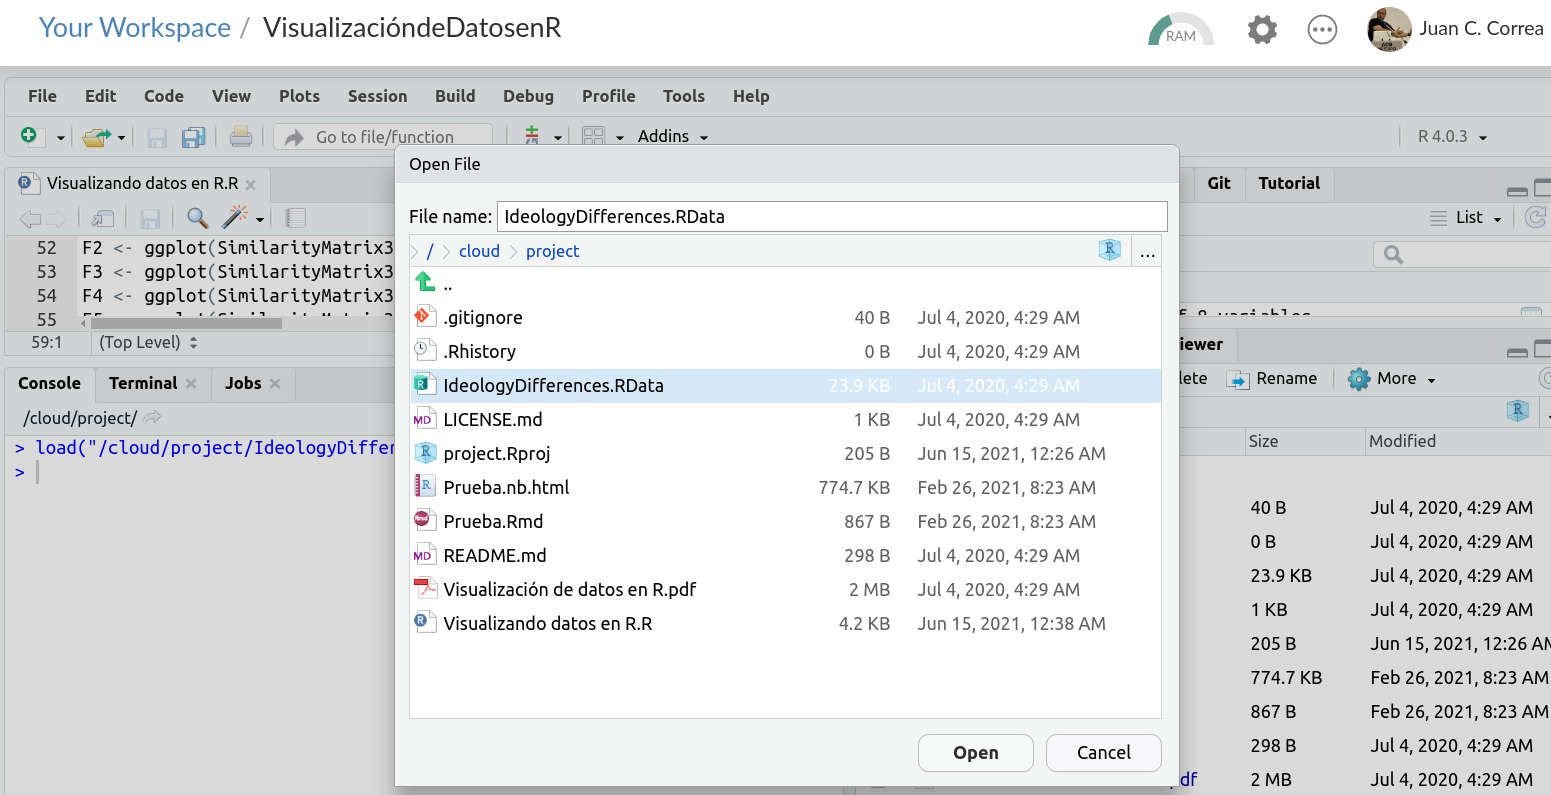 Your Workspace / VisualizacióndeDatosenR
RAM
Juan C. Correa
File Edit Code View Plots Session Build Debug Profile Tools Help
Go to file/function
Addins
R 4.0.3
Visualizando datos en R.R
52 F2 <- ggplot(SimilarityMatrix3
53 F3 <- ggplot(SimilarityMatrix3
54 F4 <- ggplot(SimilarityMatrix3
55
59:1 (Top Level)
Console Terminal Jobs
/cloud/project/
> load("/cloud/project/IdeologyDiffer
>
Open File
File name: IdeologyDifferences.RData
/ cloud project
...
..
.gitignore 40 B Jul 4, 2020, 4:29 AM
.Rhistory 0 B Jul 4, 2020, 4:29 AM
IdeologyDifferences.RData 23.9 KB Jul 4, 2020, 4:29 AM
LICENSE.md 1 KB Jul 4, 2020, 4:29 AM
project.Rproj 205 B Jun 15, 2021, 12:26 AM
Prueba.nb.html 774.7 KB Feb 26, 2021, 8:23 AM
Prueba.Rmd 867 B Feb 26, 2021, 8:23 AM
README.md 298 B Jul 4, 2020, 4:29 AM
Visualización de datos en R.pdf 2 MB Jul 4, 2020, 4:29 AM
Visualizando datos en R.R 4.2 KB Jun 15, 2021, 12:38 AM
Open Cancel
Git Tutorial
List
f 8 variables
iewer
lete Rename More
Size Modified
40 B Jul 4, 2020, 4:29 AM
0 B Jul 4, 2020, 4:29 AM
23.9 KB Jul 4, 2020, 4:29 AM
1 KB Jul 4, 2020, 4:29 AM
205 B Jun 15, 2021, 12:26 AM
774.7 KB Feb 26, 2021, 8:23 AM
867 B Feb 26, 2021, 8:23 AM
298 B Jul 4, 2020, 4:29 AM
df 2 MB Jul 4, 2020, 4:29 AM